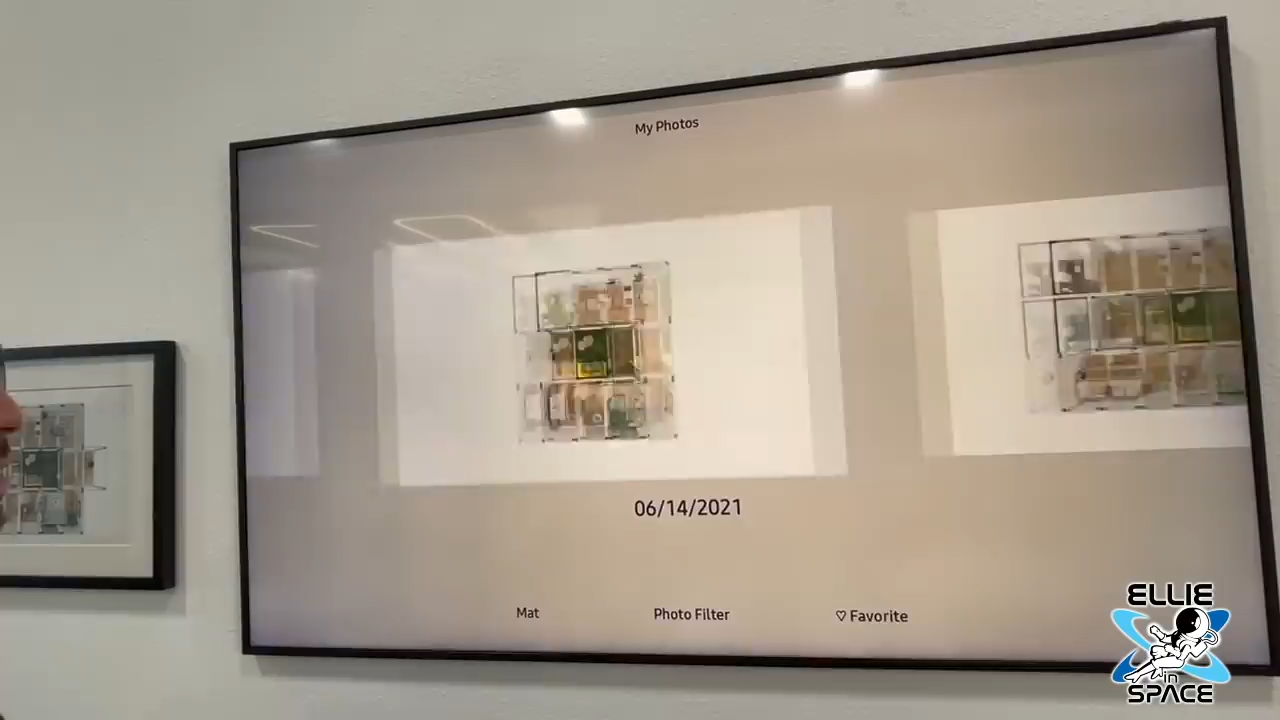 My Photos
06/14/2021
Mat
Photo Filter
♡ Favorite
ELLIE
in
SPACE